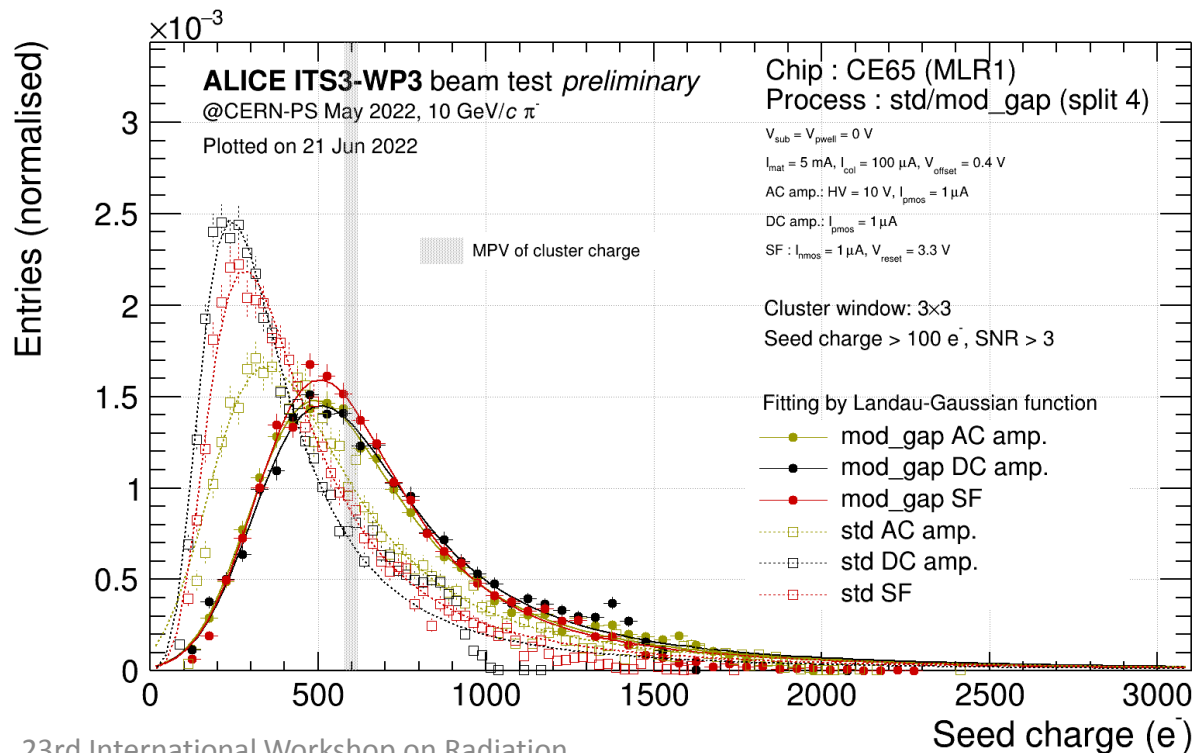 ×10⁻³
Entries (normalised)
ALICE ITS3-WP3 beam test preliminary
@CERN-PS May 2022, 10 GeV/c π⁻
Plotted on 21 Jun 2022
Chip : CE65 (MLR1)
Process : std/mod_gap (split 4)
V_sub = V_pwell = 0 V
I_mat = 5 mA, I_col = 100 μA, V_offset = 0.4 V
AC amp.: HV = 10 V, I_pmos = 1 μA
DC amp.: I_pmos = 1 μA
SF : I_nmos = 1 μA, V_reset = 3.3 V
MPV of cluster charge
Cluster window: 3×3
Seed charge > 100 e⁻, SNR > 3
Fitting by Landau-Gaussian function
mod_gap AC amp.
mod_gap DC amp.
mod_gap SF
std AC amp.
std DC amp.
std SF
3
2.5
2
1.5
1
0.5
0
0 500 1000 1500 2000 2500 3000
Seed charge (e⁻)
23rd International Workshop on Radiation